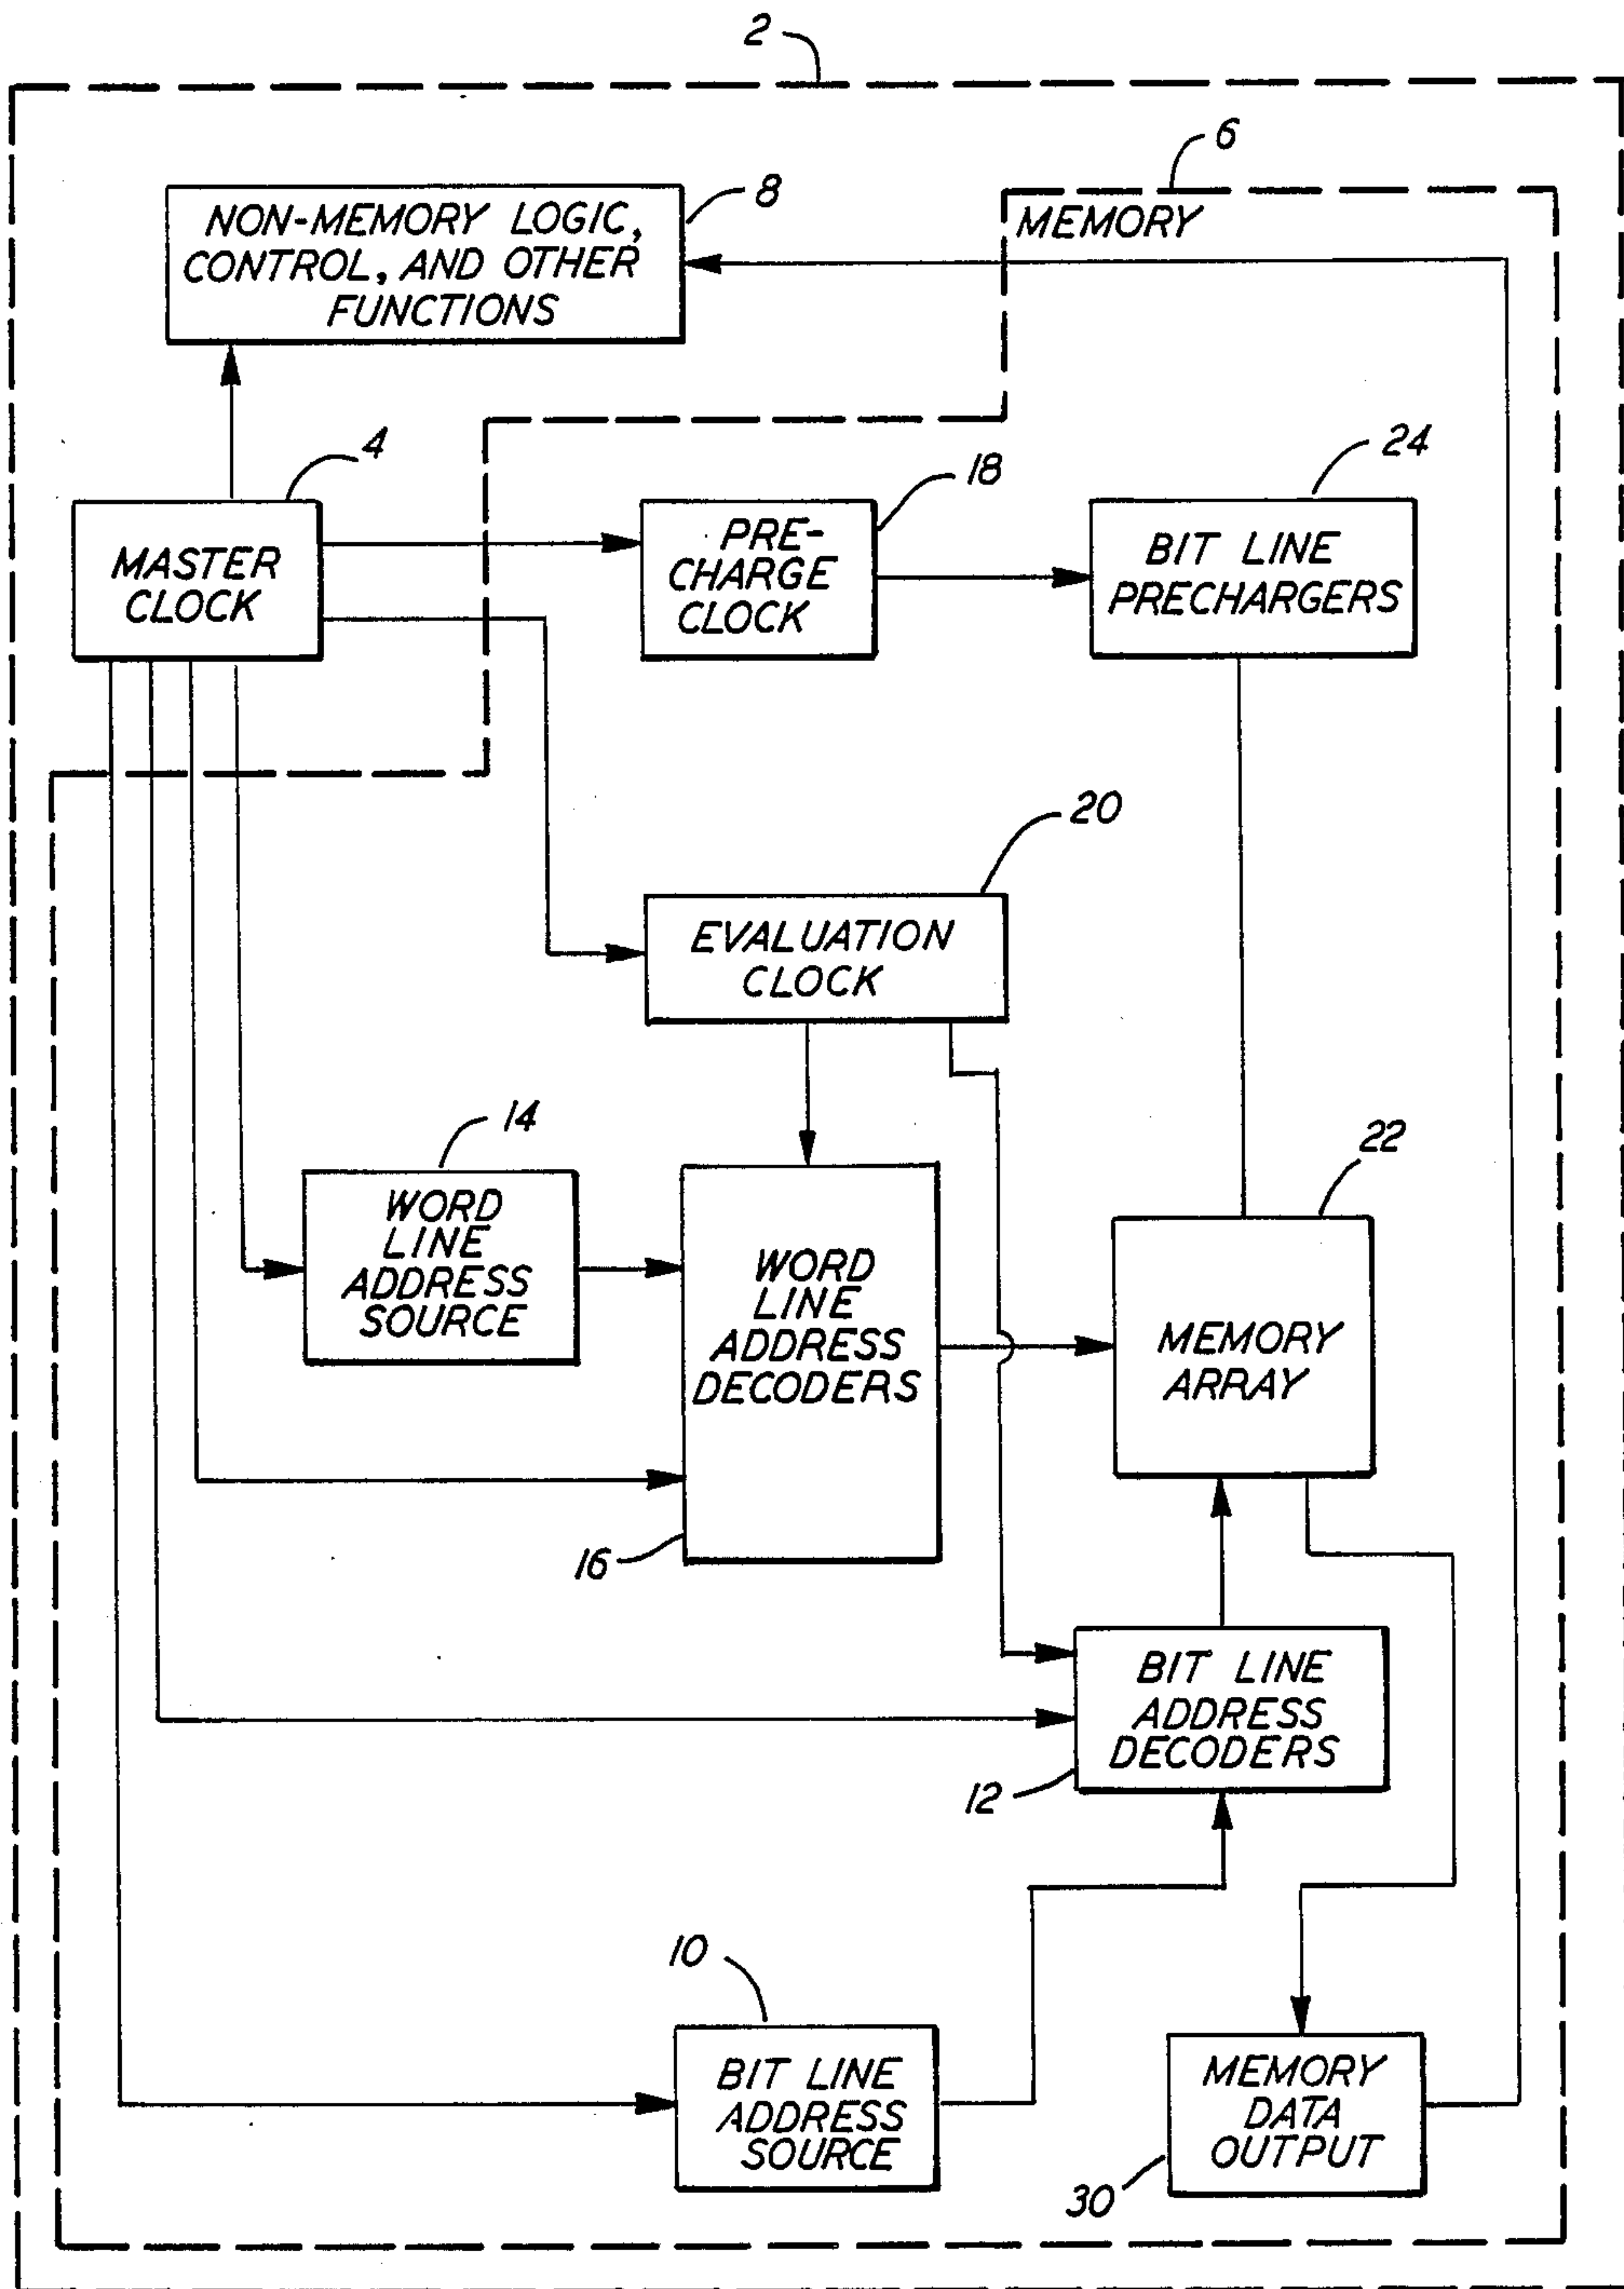 2
6
8
NON-MEMORY LOGIC,
CONTROL, AND OTHER
FUNCTIONS
MEMORY
4
MASTER
CLOCK
18
PRE-
CHARGE
CLOCK
24
BIT LINE
PRECHARGERS
20
EVALUATION
CLOCK
14
WORD
LINE
ADDRESS
SOURCE
WORD
LINE
ADDRESS
DECODERS
16
22
MEMORY
ARRAY
BIT LINE
ADDRESS
DECODERS
12
10
BIT LINE
ADDRESS
SOURCE
MEMORY
DATA
OUTPUT
30